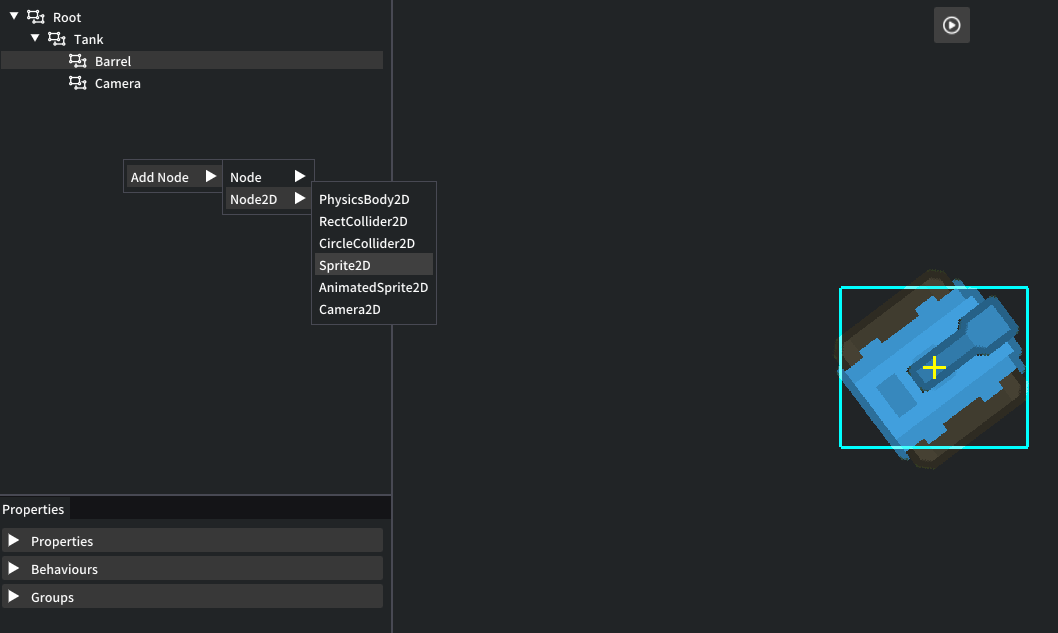 Root
Tank
Barrel
Camera
Add Node
Node
Node2D
PhysicsBody2D
RectCollider2D
CircleCollider2D
Sprite2D
AnimatedSprite2D
Camera2D
Properties
Properties
Behaviours
Groups